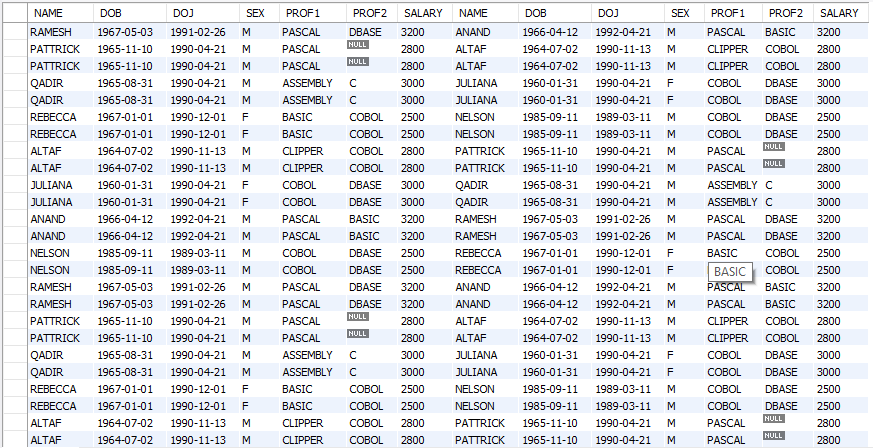 NAME DOB DOJ SEX PROF1 PROF2 SALARY NAME DOB DOJ SEX PROF1 PROF2 SALARY
RAMESH 1967-05-03 1991-02-26 M PASCAL DBASE 3200 ANAND 1966-04-12 1992-04-21 M PASCAL BASIC 3200
PATTRICK 1965-11-10 1990-04-21 M PASCAL NULL 2800 ALTAF 1964-07-02 1990-11-13 M CLIPPER COBOL 2800
PATTRICK 1965-11-10 1990-04-21 M PASCAL NULL 2800 ALTAF 1964-07-02 1990-11-13 M CLIPPER COBOL 2800
QADIR 1965-08-31 1990-04-21 M ASSEMBLY C 3000 JULIANA 1960-01-31 1990-04-21 F COBOL DBASE 3000
QADIR 1965-08-31 1990-04-21 M ASSEMBLY C 3000 JULIANA 1960-01-31 1990-04-21 F COBOL DBASE 3000
REBECCA 1967-01-01 1990-12-01 F BASIC COBOL 2500 NELSON 1985-09-11 1989-03-11 M COBOL DBASE 2500
REBECCA 1967-01-01 1990-12-01 F BASIC COBOL 2500 NELSON 1985-09-11 1989-03-11 M COBOL DBASE 2500
ALTAF 1964-07-02 1990-11-13 M CLIPPER COBOL 2800 PATTRICK 1965-11-10 1990-04-21 M PASCAL NULL 2800
ALTAF 1964-07-02 1990-11-13 M CLIPPER COBOL 2800 PATTRICK 1965-11-10 1990-04-21 M PASCAL NULL 2800
JULIANA 1960-01-31 1990-04-21 F COBOL DBASE 3000 QADIR 1965-08-31 1990-04-21 M ASSEMBLY C 3000
JULIANA 1960-01-31 1990-04-21 F COBOL DBASE 3000 QADIR 1965-08-31 1990-04-21 M ASSEMBLY C 3000
ANAND 1966-04-12 1992-04-21 M PASCAL BASIC 3200 RAMESH 1967-05-03 1991-02-26 M PASCAL DBASE 3200
ANAND 1966-04-12 1992-04-21 M PASCAL BASIC 3200 RAMESH 1967-05-03 1991-02-26 M PASCAL DBASE 3200
NELSON 1985-09-11 1989-03-11 M COBOL DBASE 2500 REBECCA 1967-01-01 1990-12-01 F BASIC COBOL 2500
NELSON 1985-09-11 1989-03-11 M COBOL DBASE 2500 REBECCA 1967-01-01 1990-12-01 F BASIC COBOL 2500
RAMESH 1967-05-03 1991-02-26 M PASCAL DBASE 3200 ANAND 1966-04-12 1992-04-21 M PASCAL BASIC 3200
RAMESH 1967-05-03 1991-02-26 M PASCAL DBASE 3200 ANAND 1966-04-12 1992-04-21 M PASCAL BASIC 3200
PATTRICK 1965-11-10 1990-04-21 M PASCAL NULL 2800 ALTAF 1964-07-02 1990-11-13 M CLIPPER COBOL 2800
PATTRICK 1965-11-10 1990-04-21 M PASCAL NULL 2800 ALTAF 1964-07-02 1990-11-13 M CLIPPER COBOL 2800
QADIR 1965-08-31 1990-04-21 M ASSEMBLY C 3000 JULIANA 1960-01-31 1990-04-21 F COBOL DBASE 3000
QADIR 1965-08-31 1990-04-21 M ASSEMBLY C 3000 JULIANA 1960-01-31 1990-04-21 F COBOL DBASE 3000
REBECCA 1967-01-01 1990-12-01 F BASIC COBOL 2500 NELSON 1985-09-11 1989-03-11 M COBOL DBASE 2500
REBECCA 1967-01-01 1990-12-01 F BASIC COBOL 2500 NELSON 1985-09-11 1989-03-11 M COBOL DBASE 2500
ALTAF 1964-07-02 1990-11-13 M CLIPPER COBOL 2800 PATTRICK 1965-11-10 1990-04-21 M PASCAL NULL 2800
ALTAF 1964-07-02 1990-11-13 M CLIPPER COBOL 2800 PATTRICK 1965-11-10 1990-04-21 M PASCAL NULL 2800